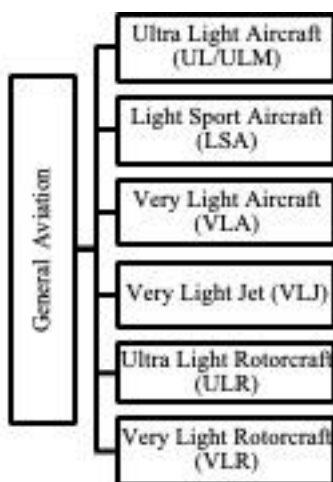 General Aviation
Ultra Light Aircraft
(UL/ULM)
Light Sport Aircraft
(LSA)
Very Light Aircraft
(VLA)
Very Light Jet (VLJ)
Ultra Light Rotorcraft
(ULR)
Very Light Rotorcraft
(VLR)